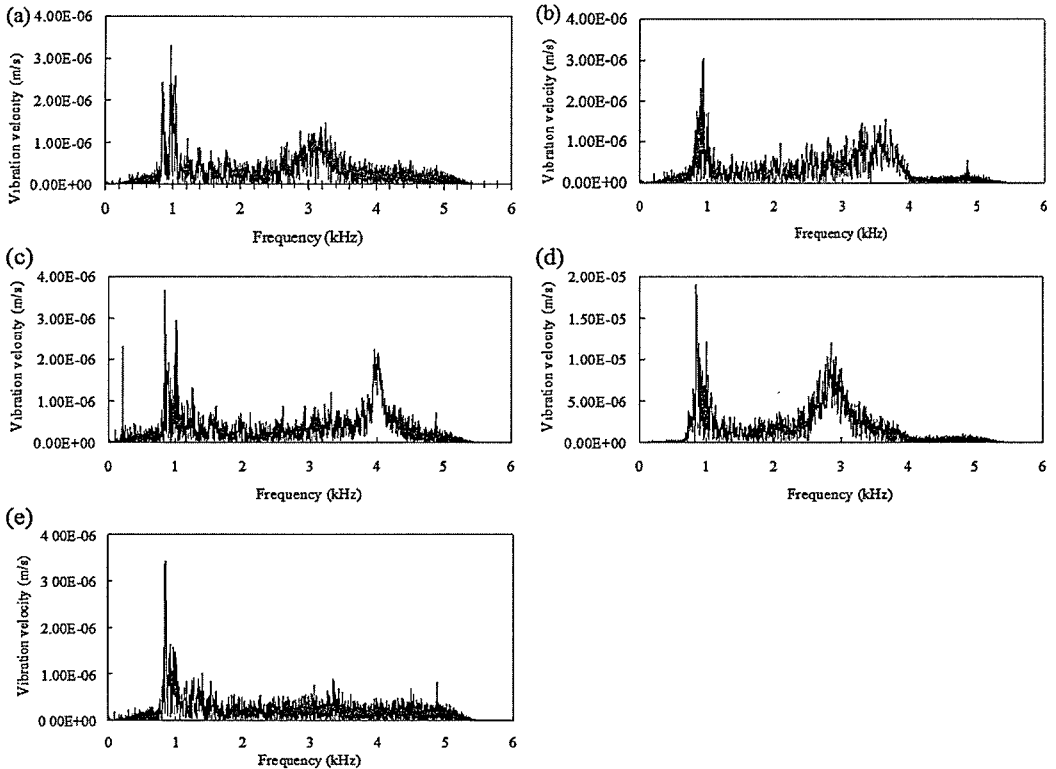 (a)
Vibration velocity (m/s)
4.00E-06
3.00E-06
2.00E-06
1.00E-06
0.00E+00
0 1 2 3 4 5 6
Frequency (kHz)
(b)
Vibration velocity (m/s)
4.00E-06
3.00E-06
2.00E-06
1.00E-06
0.00E+00
0 1 2 3 4 5 6
Frequency (kHz)
(c)
Vibration velocity (m/s)
4.00E-06
3.00E-06
2.00E-06
1.00E-06
0.00E+00
0 1 2 3 4 5 6
Frequency (kHz)
(d)
Vibration velocity (m/s)
2.00E-05
1.50E-05
1.00E-05
5.00E-06
0.00E+00
0 1 2 3 4 5 6
Frequency (kHz)
(e)
Vibration velocity (m/s)
4.00E-06
3.00E-06
2.00E-06
1.00E-06
0.00E+00
0 1 2 3 4 5 6
Frequency (kHz)